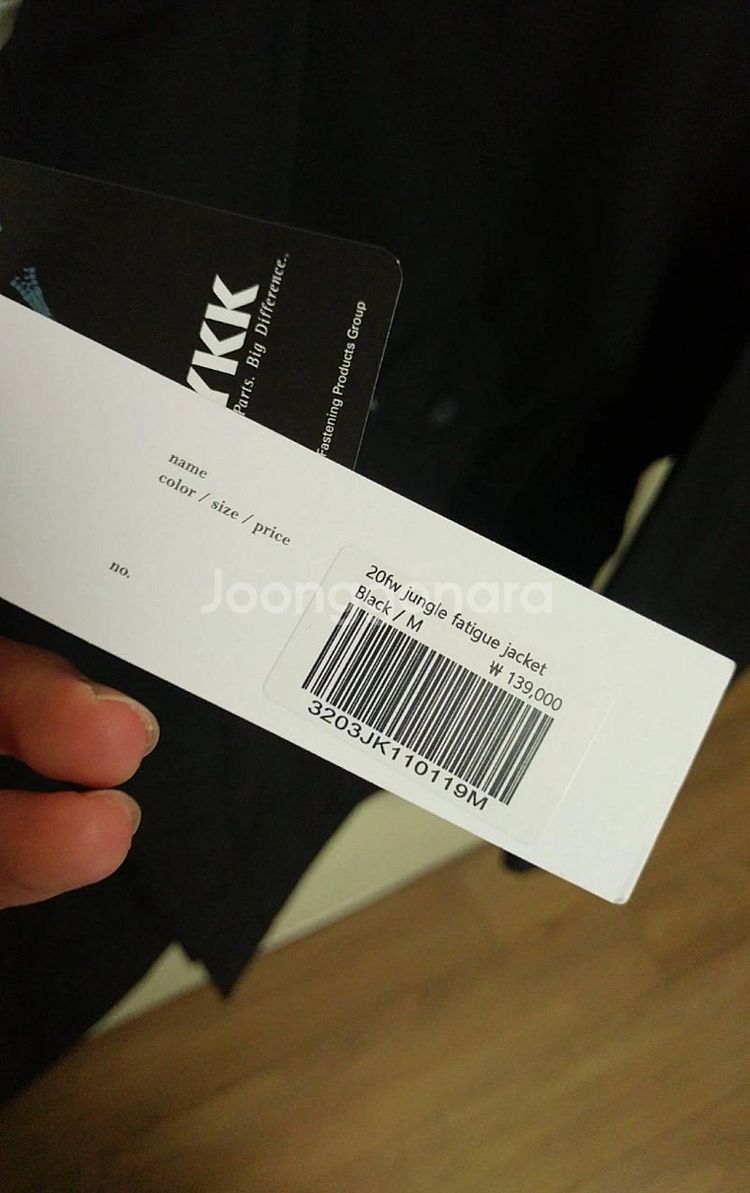 YKK
Parts. Big Difference.
Fastening Products Group
name
color / size / price
no.
Joonggonara
20fw jungle fatigue jacket
Black / M
₩ 139,000
3203JK110119M